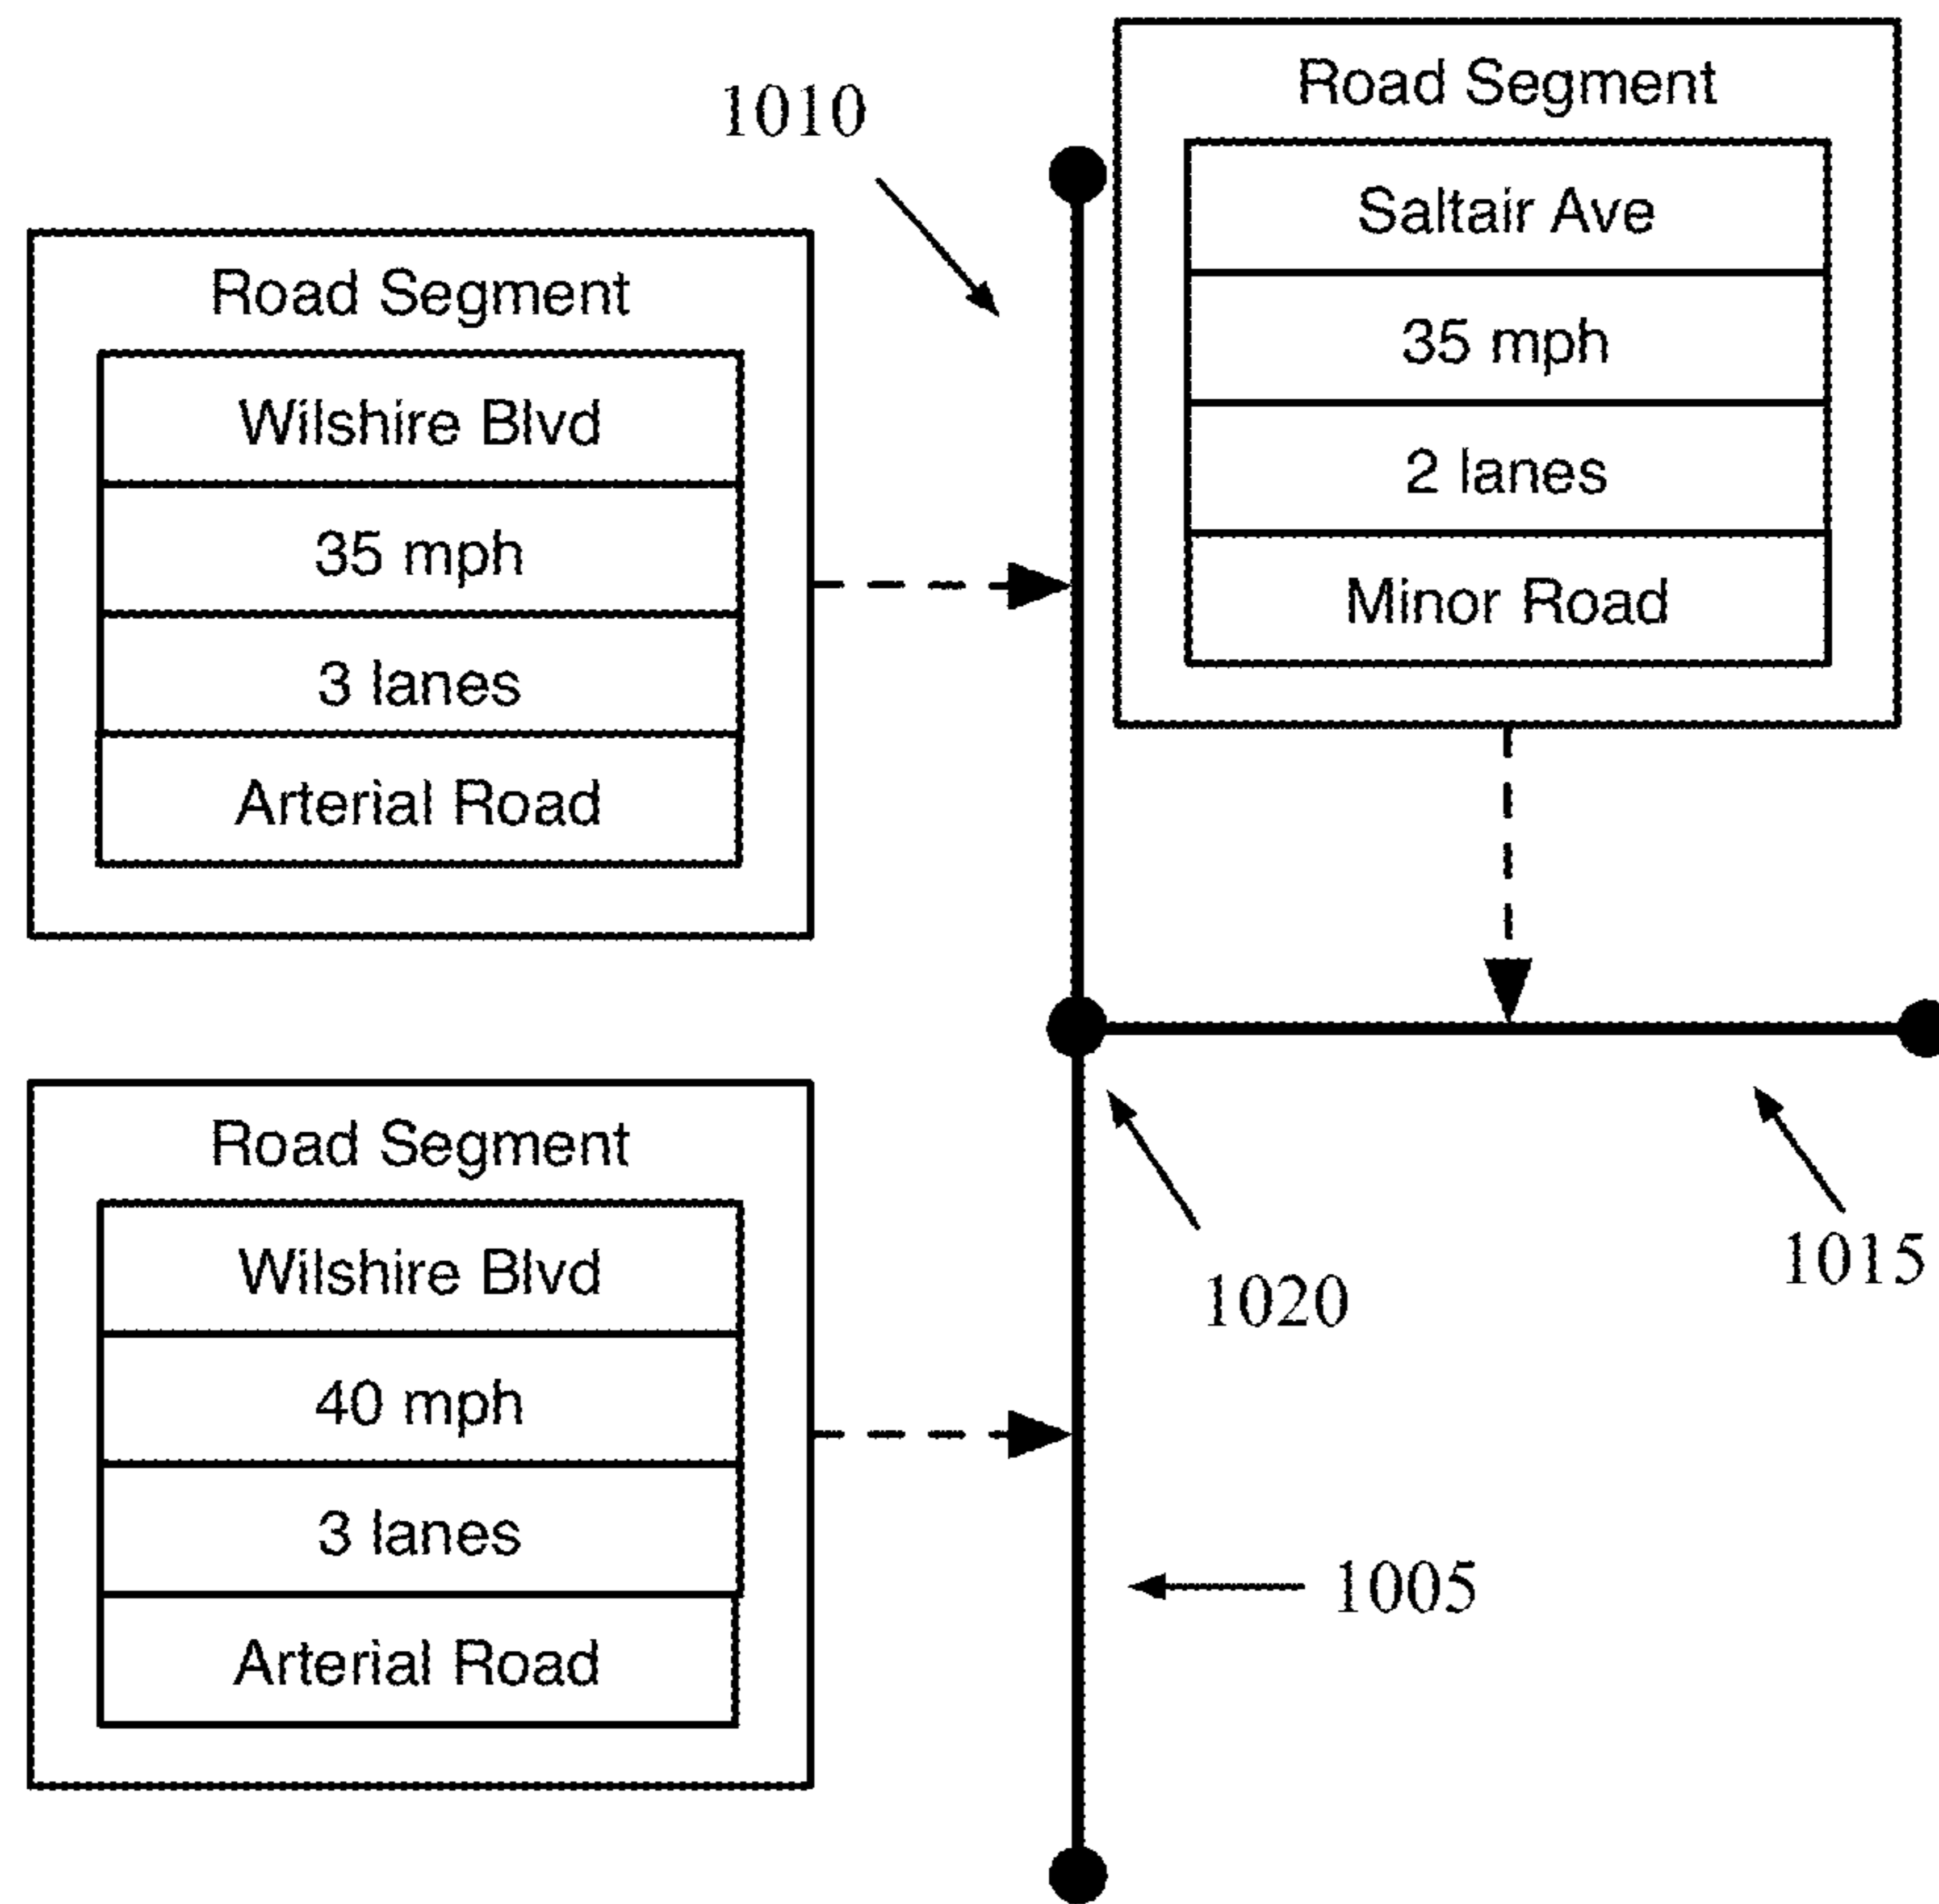 1010
Road Segment
Saltair Ave
35 mph
2 lanes
Minor Road
Road Segment
Wilshire Blvd
35 mph
3 lanes
Arterial Road
Road Segment
Wilshire Blvd
40 mph
3 lanes
Arterial Road
1020
1015
1005